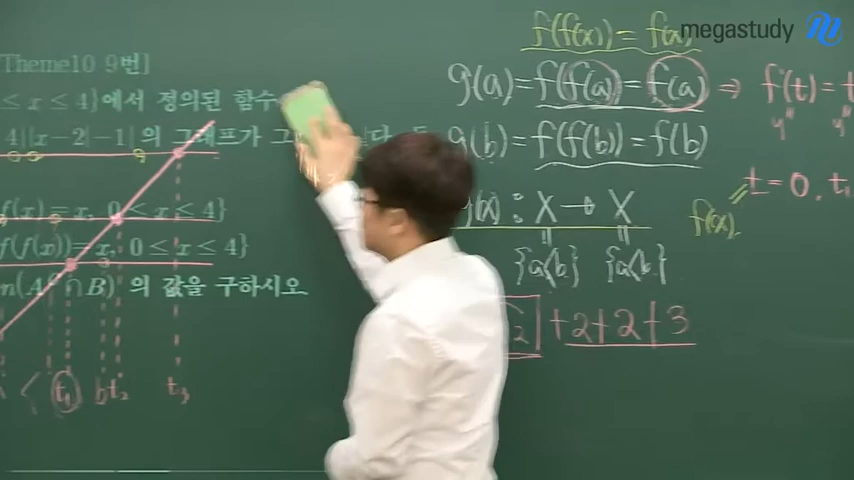 megastudy
Theme10 9번]
≤ x ≤ 4}에서 정의된 함수
4||x-2|-1|의 그래프가
f(x)=x, 0≤x≤4}
f(f(x))=x, 0≤x≤4}
의 값을 구하시오
< t₁ b t₂ t₃
f(f(x)) = f(x)
g(a) = f(f(a)) = f(a) ⇒ f(t) =
g(b) = f(f(b)) = f(b)
g(x) : X → X
{a<b} {a<b}
f(x) t = 0, t₁
+2+2+3